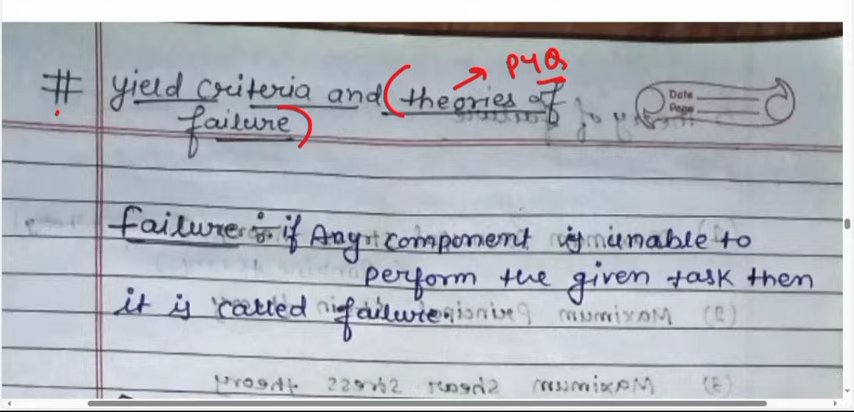 PYQs
# yield criteria and (theories of
failure)
Date
Page
failure :- if Any component is unable to
perform the given task then
it is called failure